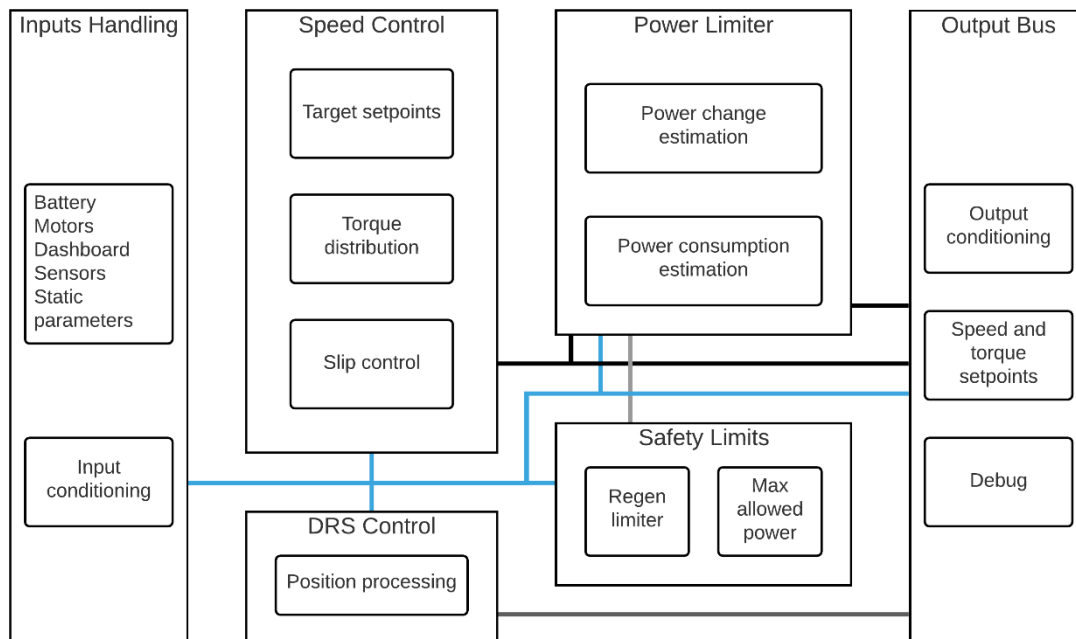 Inputs Handling
Battery
Motors
Dashboard
Sensors
Static
parameters
Input
conditioning
Speed Control
Target setpoints
Torque
distribution
Slip control
DRS Control
Position processing
Power Limiter
Power change
estimation
Power consumption
estimation
Safety Limits
Regen
limiter
Max
allowed
power
Output Bus
Output
conditioning
Speed and
torque
setpoints
Debug